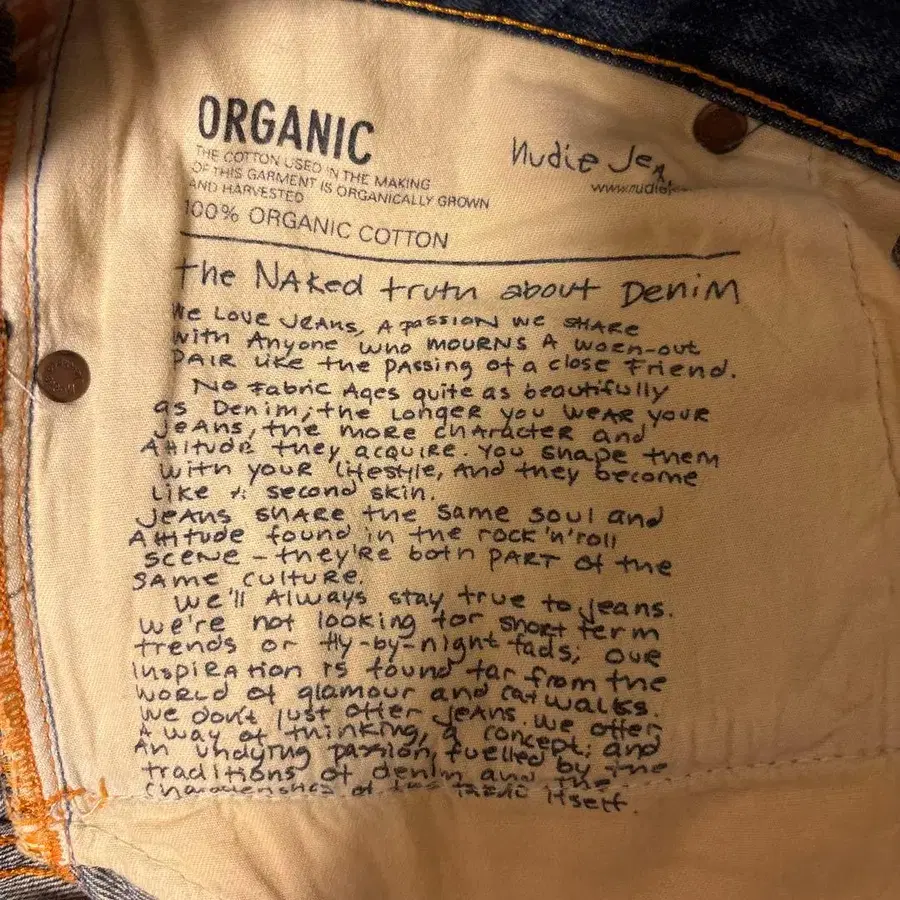 ORGANIC
THE COTTON USED IN THE MAKING
OF THIS GARMENT IS ORGANICALLY GROWN
AND HARVESTED
100% ORGANIC COTTON
Nudie Jea
www.nudie
the Naked truth about Denim
We Love Jeans, A passion we share
with Anyone who mourns A worn-out
pair like the passing of a close friend.
No Fabric Ages quite as beautifully
as Denim; the longer you wear your
Jeans, the more character and
Attitude they acquire. You shape them
with your lifestyle, and they become
Like a second skin.
Jeans share the same soul and
Attitude found in the rock'n'roll
scene – they're both part of the
same culture.
We'll Always stay true to jeans.
We're not looking for short term
trends or fly-by-night fads; our
inspiration is found far from the
world of glamour and catwalks.
We don't just offer jeans. We offer
A way of thinking, a concept; and
An undying passion, fuelled by the
traditions of denim and the
characteristics of the fabric itself.